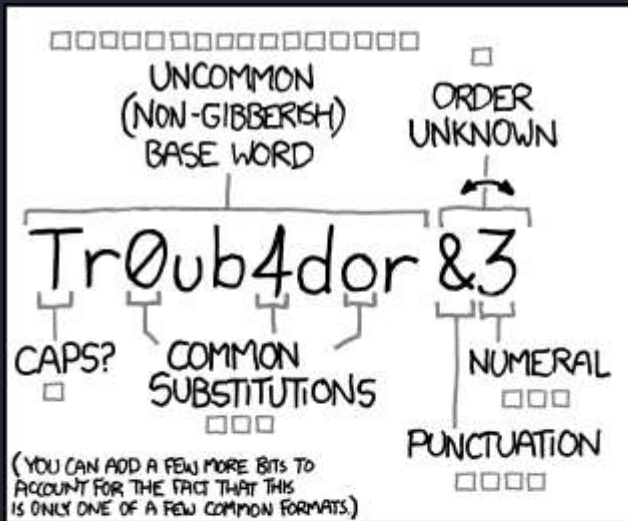 UNCOMMON
(NON-GIBBERISH)
BASE WORD
ORDER
UNKNOWN
Tr0ub4dor &3
CAPS?
COMMON
SUBSTITUTIONS
NUMERAL
PUNCTUATION
(YOU CAN ADD A FEW MORE BITS TO
ACCOUNT FOR THE FACT THAT THIS
IS ONLY ONE OF A FEW COMMON FORMATS.)